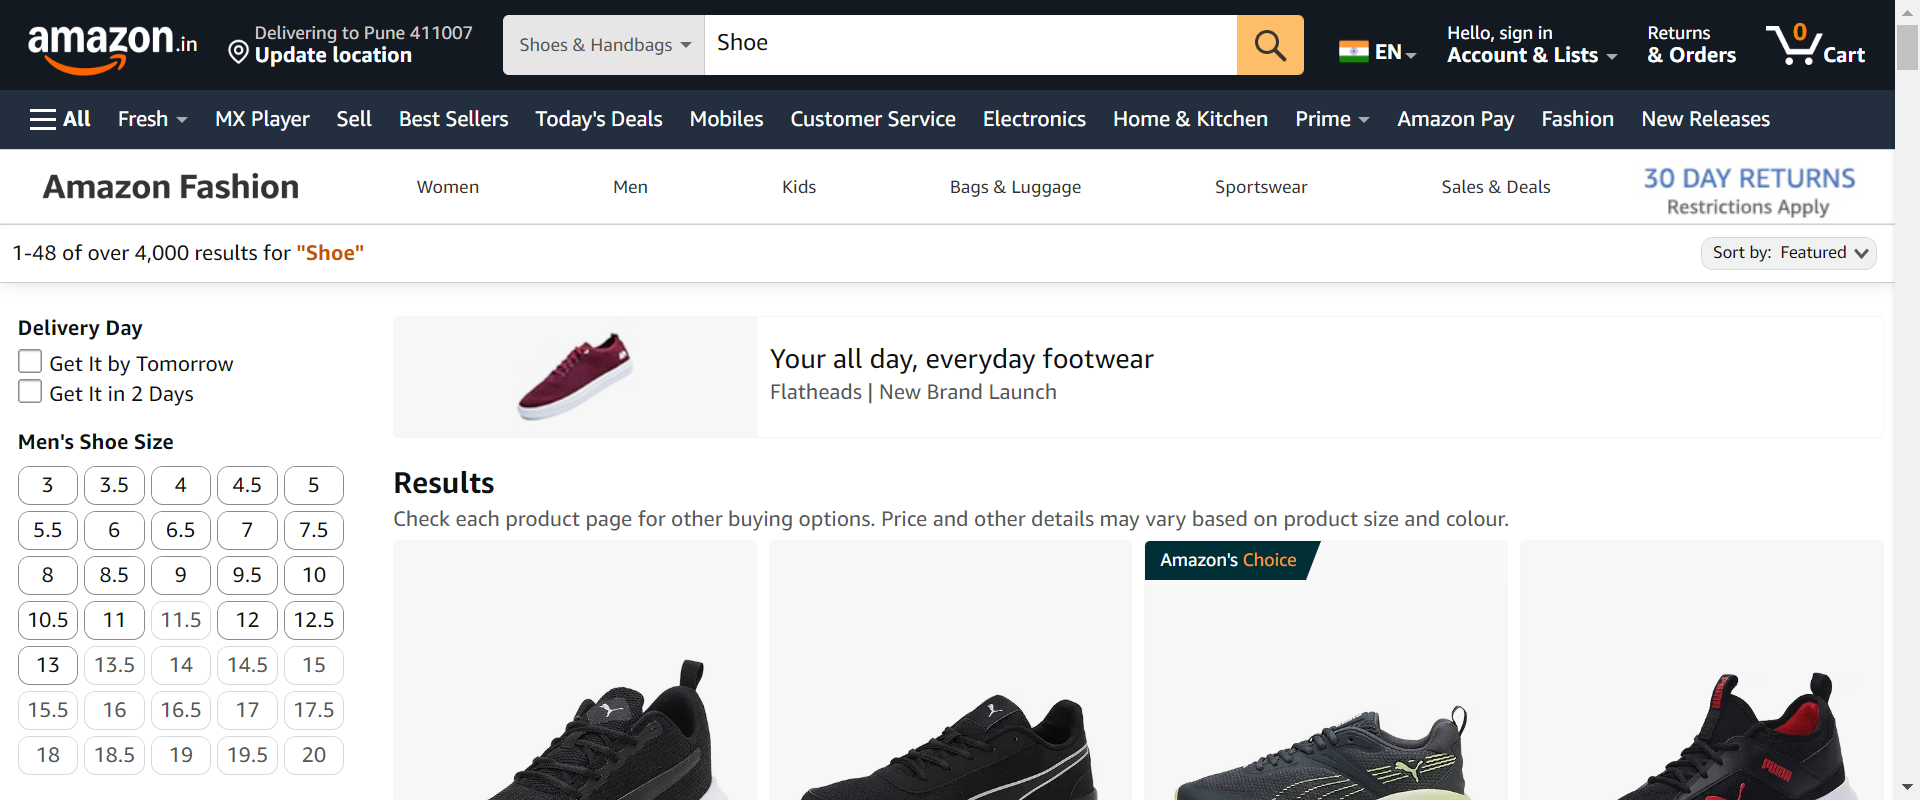 amazon.in
Delivering to Pune 411007
Update location
Shoes & Handbags
Shoe
EN
Hello, sign in
Account & Lists
Returns
& Orders
0
Cart
All
Fresh
MX Player
Sell
Best Sellers
Today's Deals
Mobiles
Customer Service
Electronics
Home & Kitchen
Prime
Amazon Pay
Fashion
New Releases
Amazon Fashion
Women
Men
Kids
Bags & Luggage
Sportswear
Sales & Deals
30 DAY RETURNS
Restrictions Apply
1-48 of over 4,000 results for "Shoe"
Sort by: Featured
Delivery Day
Get It by Tomorrow
Get It in 2 Days
Men's Shoe Size
3 3.5 4 4.5 5
5.5 6 6.5 7 7.5
8 8.5 9 9.5 10
10.5 11 11.5 12 12.5
13 13.5 14 14.5 15
15.5 16 16.5 17 17.5
18 18.5 19 19.5 20
Your all day, everyday footwear
Flatheads | New Brand Launch
Results
Check each product page for other buying options. Price and other details may vary based on product size and colour.
Amazon's Choice
PUMA